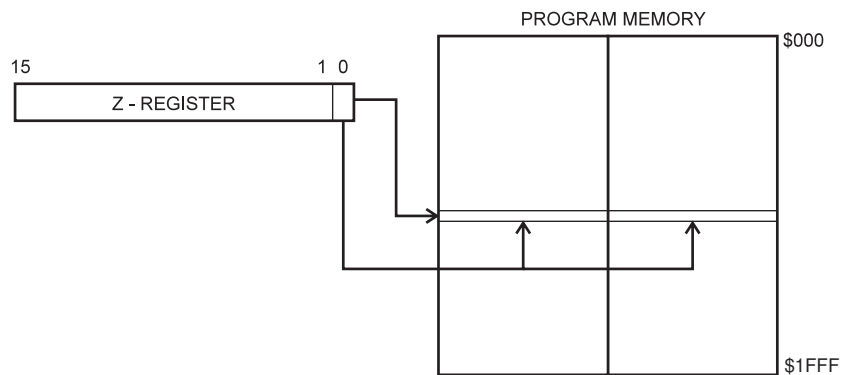 PROGRAM MEMORY
$000
15 1 0
Z - REGISTER
$1FFF